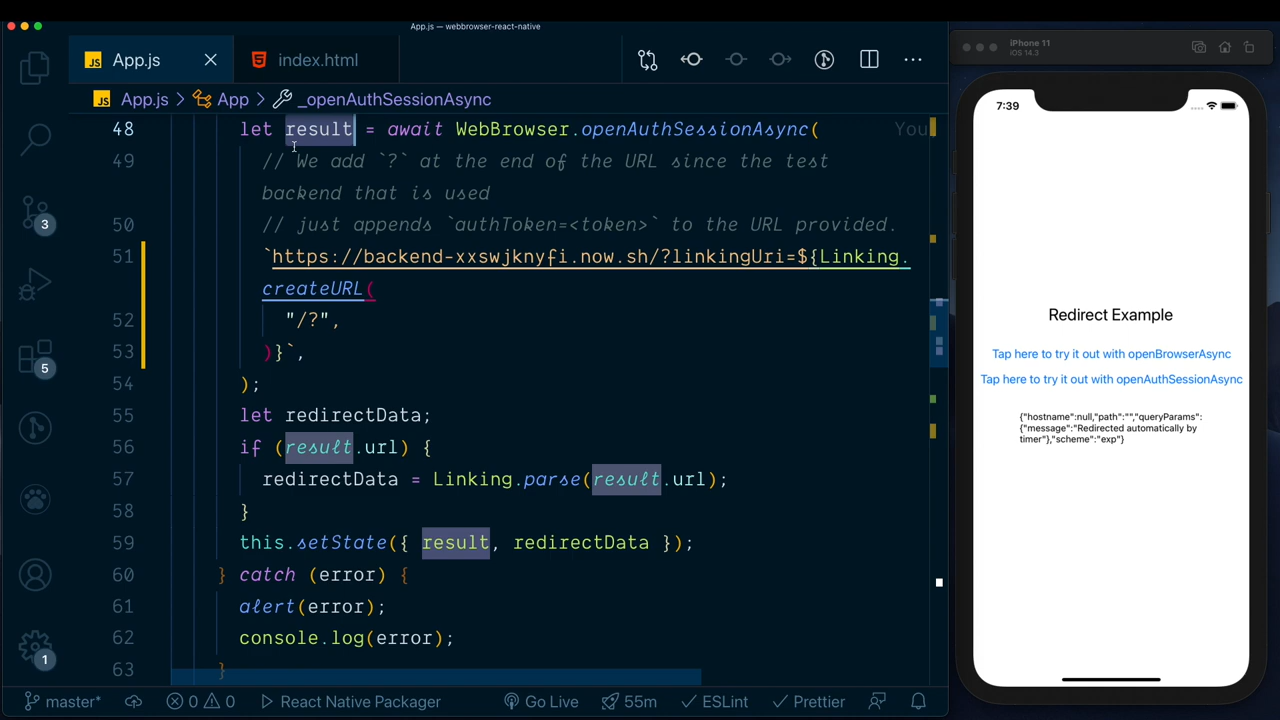 App.js — webbrowser-react-native
App.js
index.html
App.js > App > _openAuthSessionAsync
48 let result = await WebBrowser.openAuthSessionAsync( You
49 // We add `?` at the end of the URL since the test
backend that is used
50 // just appends `authToken=<token>` to the URL provided.
51 `https://backend-xxswjknyfi.now.sh/?linkingUri=${Linking.
createURL(
52 "/?",
53 )}`,
54 );
55 let redirectData;
56 if (result.url) {
57 redirectData = Linking.parse(result.url);
58 }
59 this.setState({ result, redirectData });
60 } catch (error) {
61 alert(error);
62 console.log(error);
63 }
3
5
1
master*
0 0
React Native Packager
Go Live
55m
ESLint
Prettier
iPhone 11
iOS 14.3
7:39
Redirect Example
Tap here to try it out with openBrowserAsync
Tap here to try it out with openAuthSessionAsync
{"hostname":null,"path":"","queryParams":
{"message":"Redirected automatically by
timer"},"scheme":"exp"}